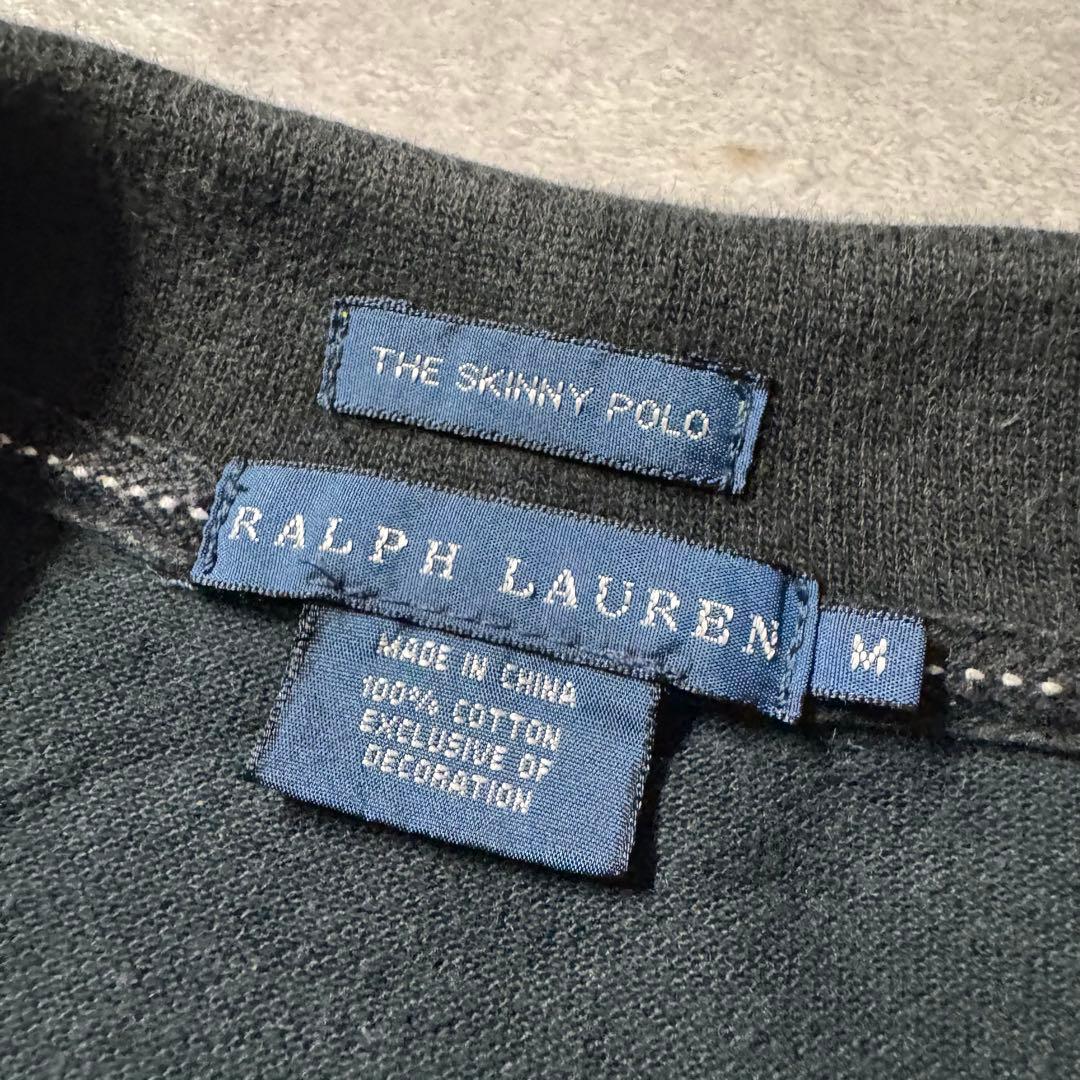 THE SKINNY POLO
RALPH LAUREN
M
MADE IN CHINA
100% COTTON
EXCLUSIVE OF
DECORATION